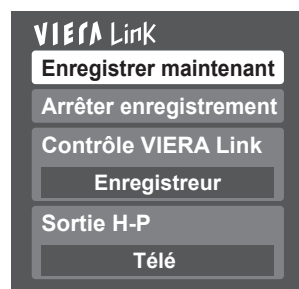 VIERA Link
Enregistrer maintenant
Arrêter enregistrement
Contrôle VIERA Link
Enregistreur
Sortie H-P
Télé